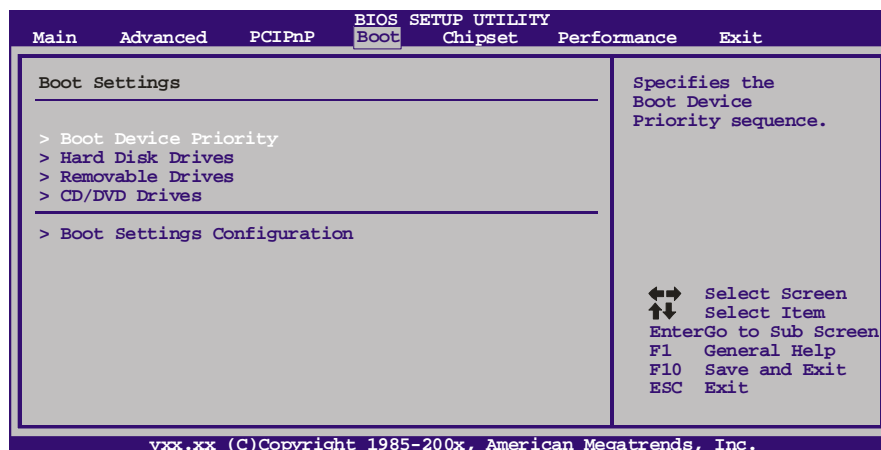 BIOS SETUP UTILITY
Main Advanced PCIPnP Boot Chipset Performance Exit
Boot Settings
> Boot Device Priority
> Hard Disk Drives
> Removable Drives
> CD/DVD Drives
> Boot Settings Configuration
Specifies the
Boot Device
Priority sequence.
Select Screen
Select Item
EnterGo to Sub Screen
F1 General Help
F10 Save and Exit
ESC Exit
vxx.xx (C)Copyright 1985-200x, American Megatrends, Inc.